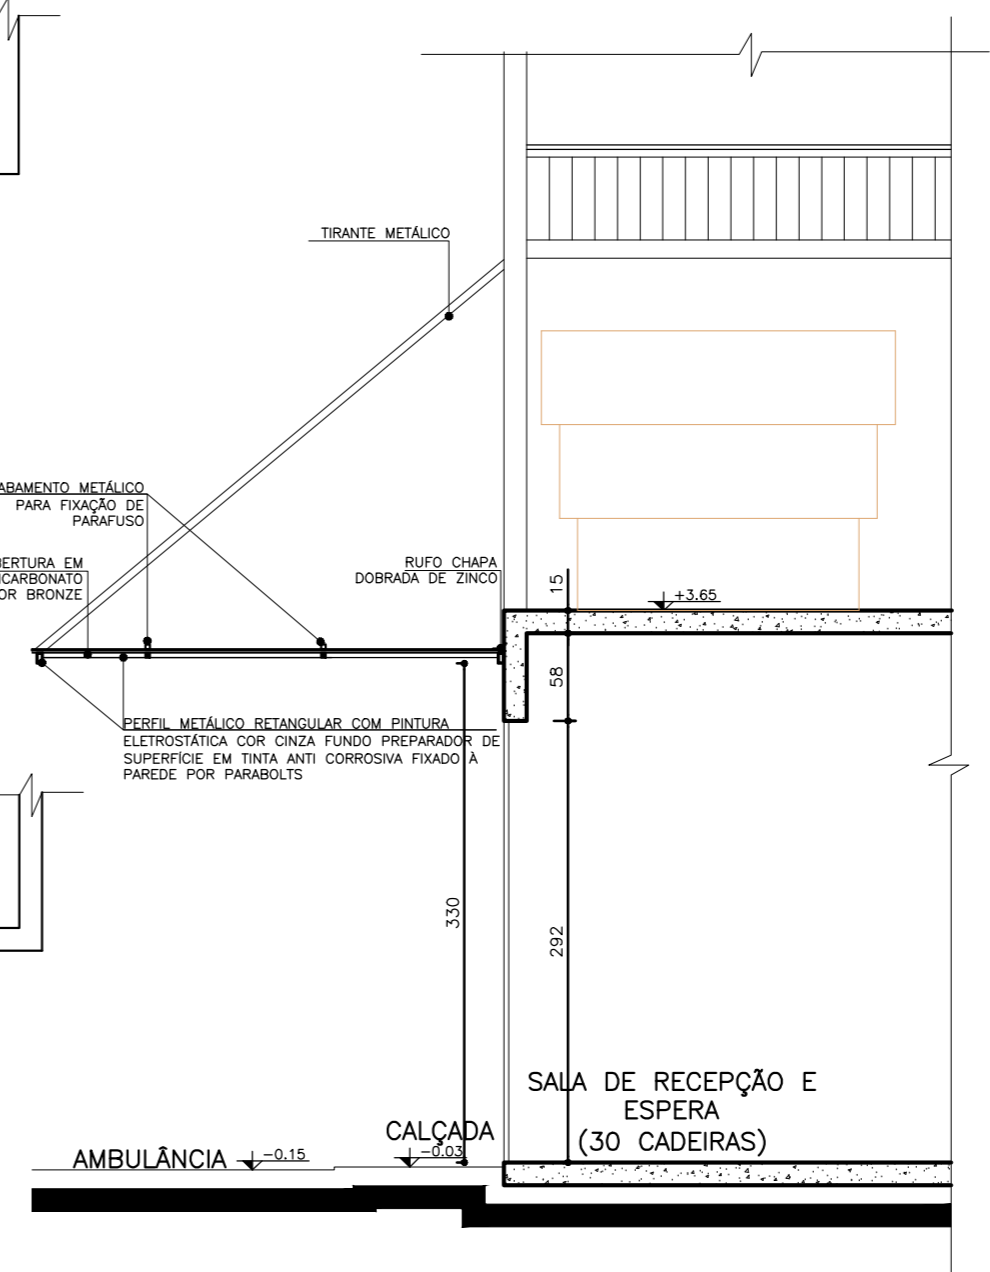 TIRANTE METÁLICO
ABAMENTO METÁLICO
PARA FIXAÇÃO DE
PARAFUSO
BERTURA EM
ICARBONATO
OR BRONZE
RUFO CHAPA
DOBRADA DE ZINCO
15
+3.65
58
PERFIL METÁLICO RETANGULAR COM PINTURA
ELETROSTÁTICA COR CINZA FUNDO PREPARADOR DE
SUPERFÍCIE EM TINTA ANTI CORROSIVA FIXADO À
PAREDE POR PARABOLTS
330
292
SALA DE RECEPÇÃO E
ESPERA
(30 CADEIRAS)
CALÇADA
-0.03
AMBULÂNCIA
-0.15